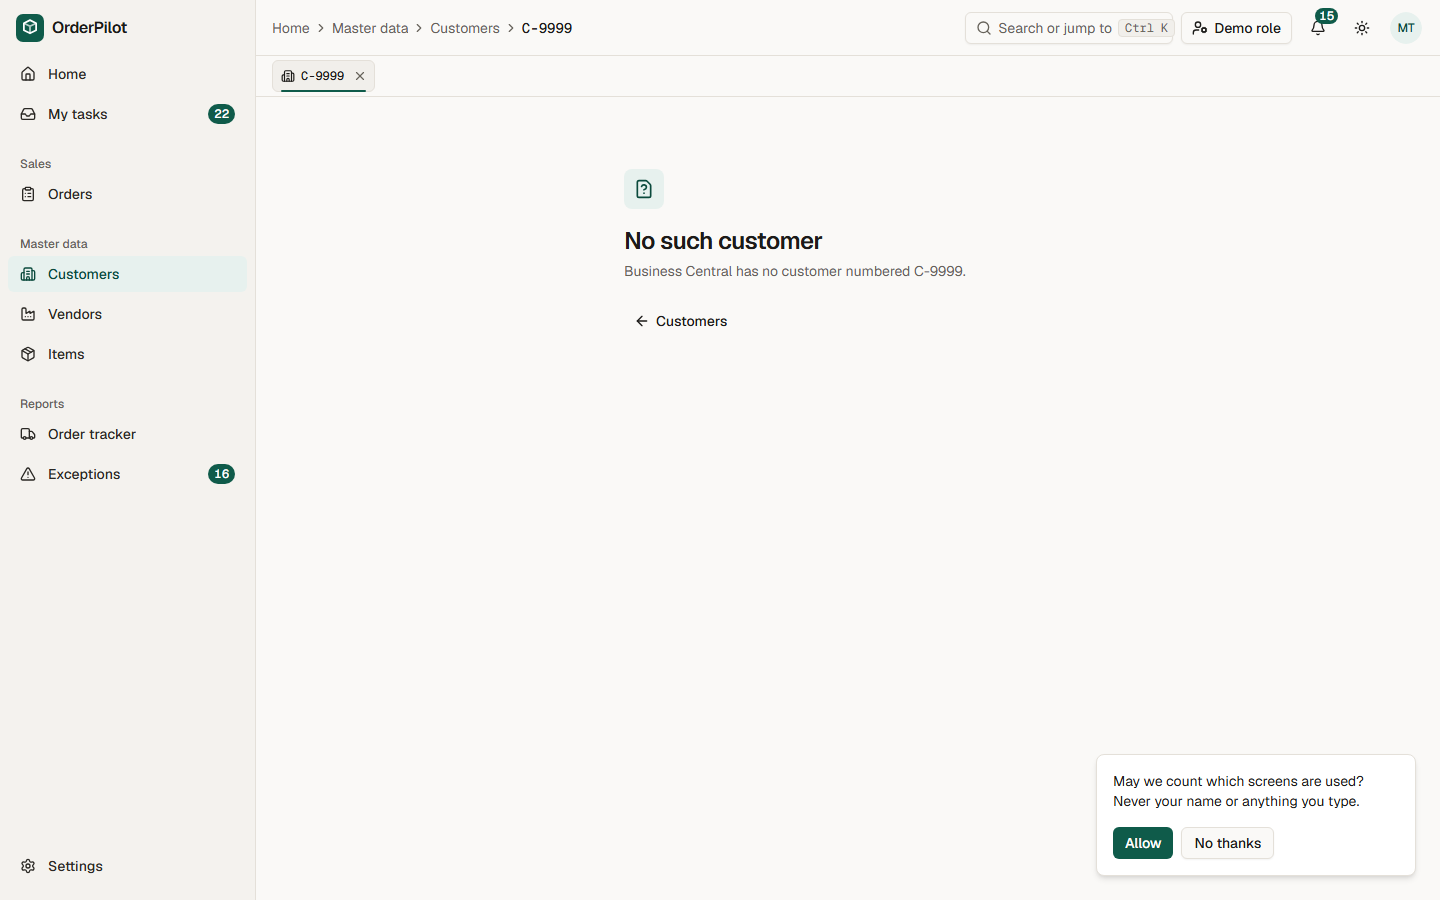 OrderPilot
Home
My tasks 22
Sales
Orders
Master data
Customers
Vendors
Items
Reports
Order tracker
Exceptions 16
Settings
Home > Master data > Customers > C-9999
Search or jump to Ctrl K
Demo role
15
MT
C-9999
No such customer
Business Central has no customer numbered C-9999.
Customers
May we count which screens are used?
Never your name or anything you type.
Allow
No thanks